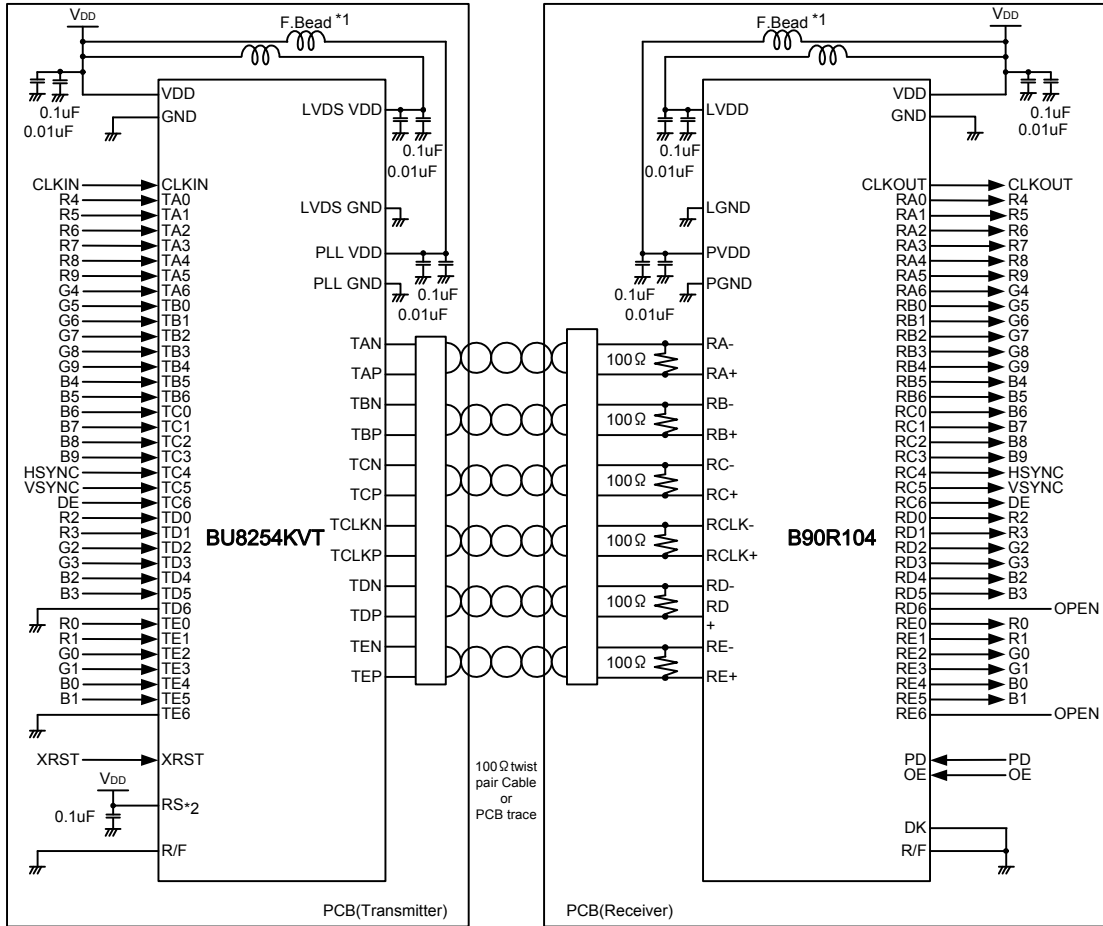 VDD
F.Bead *1
0.1uF
0.01uF
VDD
GND
LVDS VDD
0.1uF
0.01uF
LVDS GND
PLL VDD
PLL GND
0.1uF
0.01uF
CLKIN CLKIN
R4 TA0
R5 TA1
R6 TA2
R7 TA3
R8 TA4
R9 TA5
G4 TA6
G5 TB0
G6 TB1
G7 TB2
G8 TB3
G9 TB4
B4 TB5
B5 TB6
B6 TC0
B7 TC1
B8 TC2
B9 TC3
HSYNC TC4
VSYNC TC5
DE TC6
R2 TD0
R3 TD1
G2 TD2
G3 TD3
B2 TD4
B3 TD5
TD6
R0 TE0
R1 TE1
G0 TE2
G1 TE3
B0 TE4
B1 TE5
TE6
XRST XRST
VDD
0.1uF
RS*2
R/F
BU8254KVT
TAN
TAP
TBN
TBP
TCN
TCP
TCLKN
TCLKP
TDN
TDP
TEN
TEP
PCB(Transmitter)
100Ω twist
pair Cable
or
PCB trace
F.Bead *1
VDD
0.1uF
0.01uF
LVDD
0.1uF
0.01uF
LGND
PVDD
0.1uF
0.01uF
PGND
100Ω
RA-
RA+
100Ω
RB-
RB+
100Ω
RC-
RC+
100Ω
RCLK-
RCLK+
100Ω
RD-
RD
+
100Ω
RE-
RE+
B90R104
VDD
GND
CLKOUT CLKOUT
RA0 R4
RA1 R5
RA2 R6
RA3 R7
RA4 R8
RA5 R9
RA6 G4
RB0 G5
RB1 G6
RB2 G7
RB3 G8
RB4 G9
RB5 B4
RB6 B5
RC0 B6
RC1 B7
RC2 B8
RC3 B9
RC4 HSYNC
RC5 VSYNC
RC6 DE
RD0 R2
RD1 R3
RD2 G2
RD3 G3
RD4 B2
RD5 B3
RD6 OPEN
RE0 R0
RE1 R1
RE2 G0
RE3 G1
RE4 B0
RE5 B1
RE6 OPEN
PD PD
OE OE
DK
R/F
PCB(Receiver)